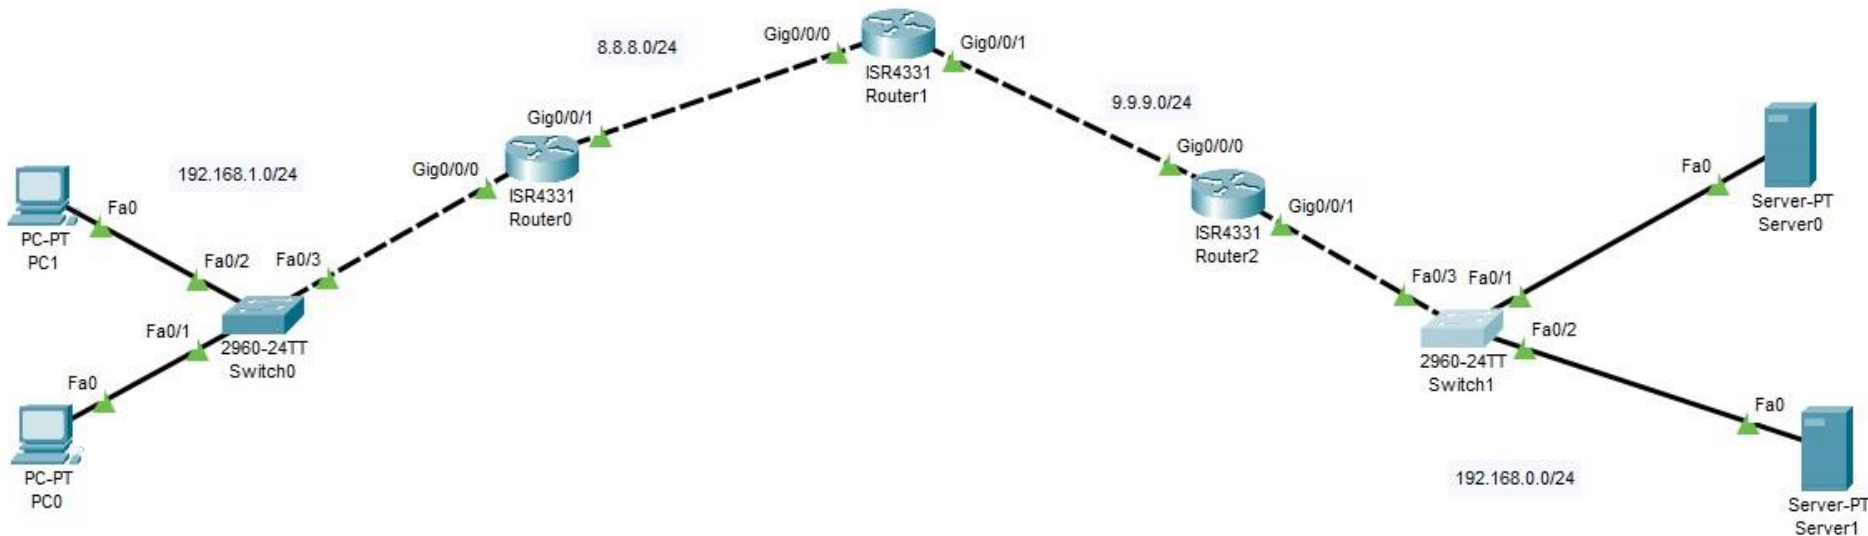 8.8.8.0/24
Gig0/0/0
Gig0/0/1
ISR4331
Router1
9.9.9.0/24
Gig0/0/1
Gig0/0/0
ISR4331
Router0
192.168.1.0/24
Fa0
PC-PT
PC1
Fa0/2
Fa0/3
Fa0/1
2960-24TT
Switch0
Fa0
PC-PT
PC0
Gig0/0/0
Gig0/0/1
ISR4331
Router2
Fa0
Server-PT
Server0
Fa0/3
Fa0/1
Fa0/2
2960-24TT
Switch1
Fa0
192.168.0.0/24
Server-PT
Server1